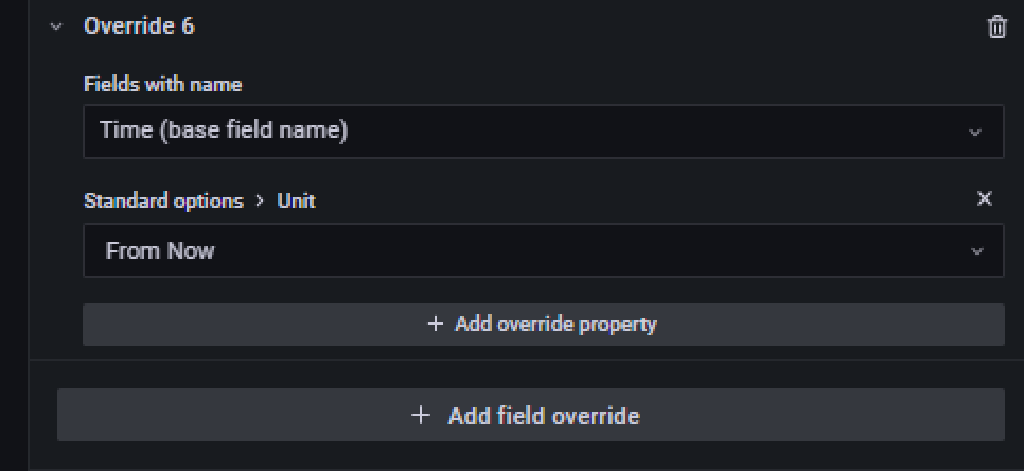 Override 6
Fields with name
Time (base field name)
Standard options > Unit
From Now
+ Add override property
+ Add field override